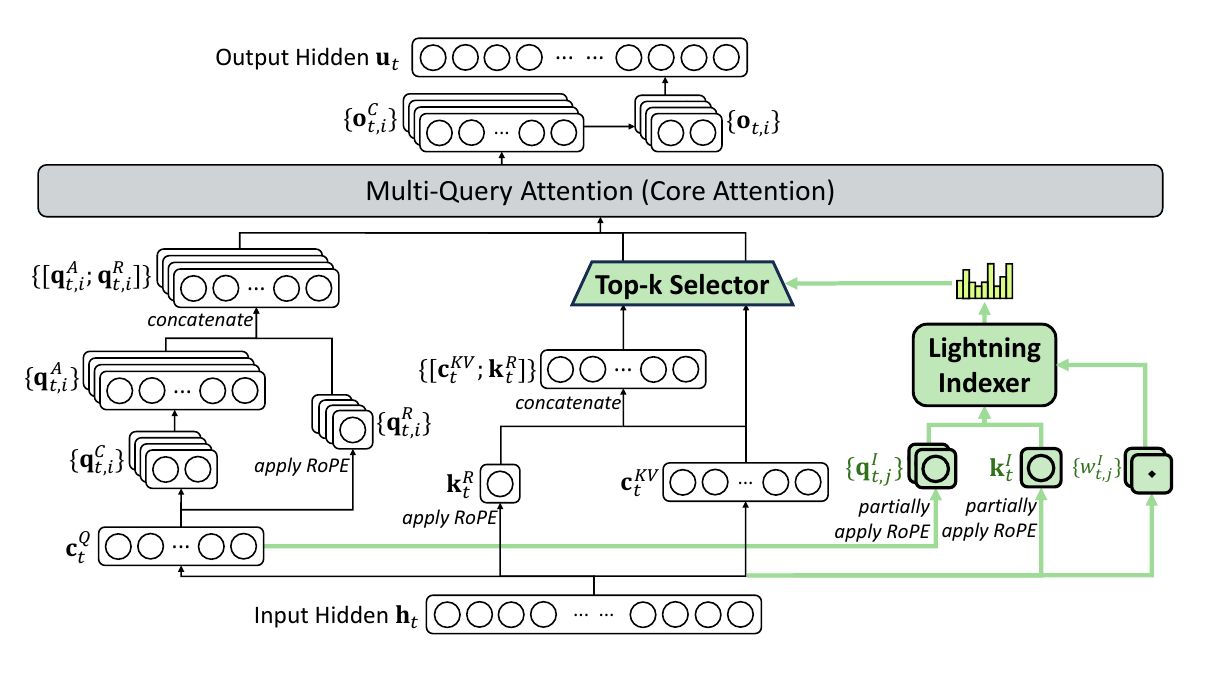 Output Hidden 𝐮ₜ
{𝐨^C_{t,i}}
{𝐨_{t,i}}
Multi-Query Attention (Core Attention)
{[𝐪^A_{t,i}; 𝐪^R_{t,i}]}
concatenate
Top-k Selector
Lightning
Indexer
{𝐪^A_{t,i}}
{[𝐜^{KV}_t; 𝐤^R_t]}
concatenate
{𝐪^R_{t,i}}
apply RoPE
{𝐪^C_{t,i}}
𝐤^R_t
apply RoPE
𝐜^{KV}_t
{𝐪^I_{t,j}}
partially
apply RoPE
𝐤^I_t
partially
apply RoPE
{w^I_{t,j}}
𝐜^Q_t
Input Hidden 𝐡ₜ